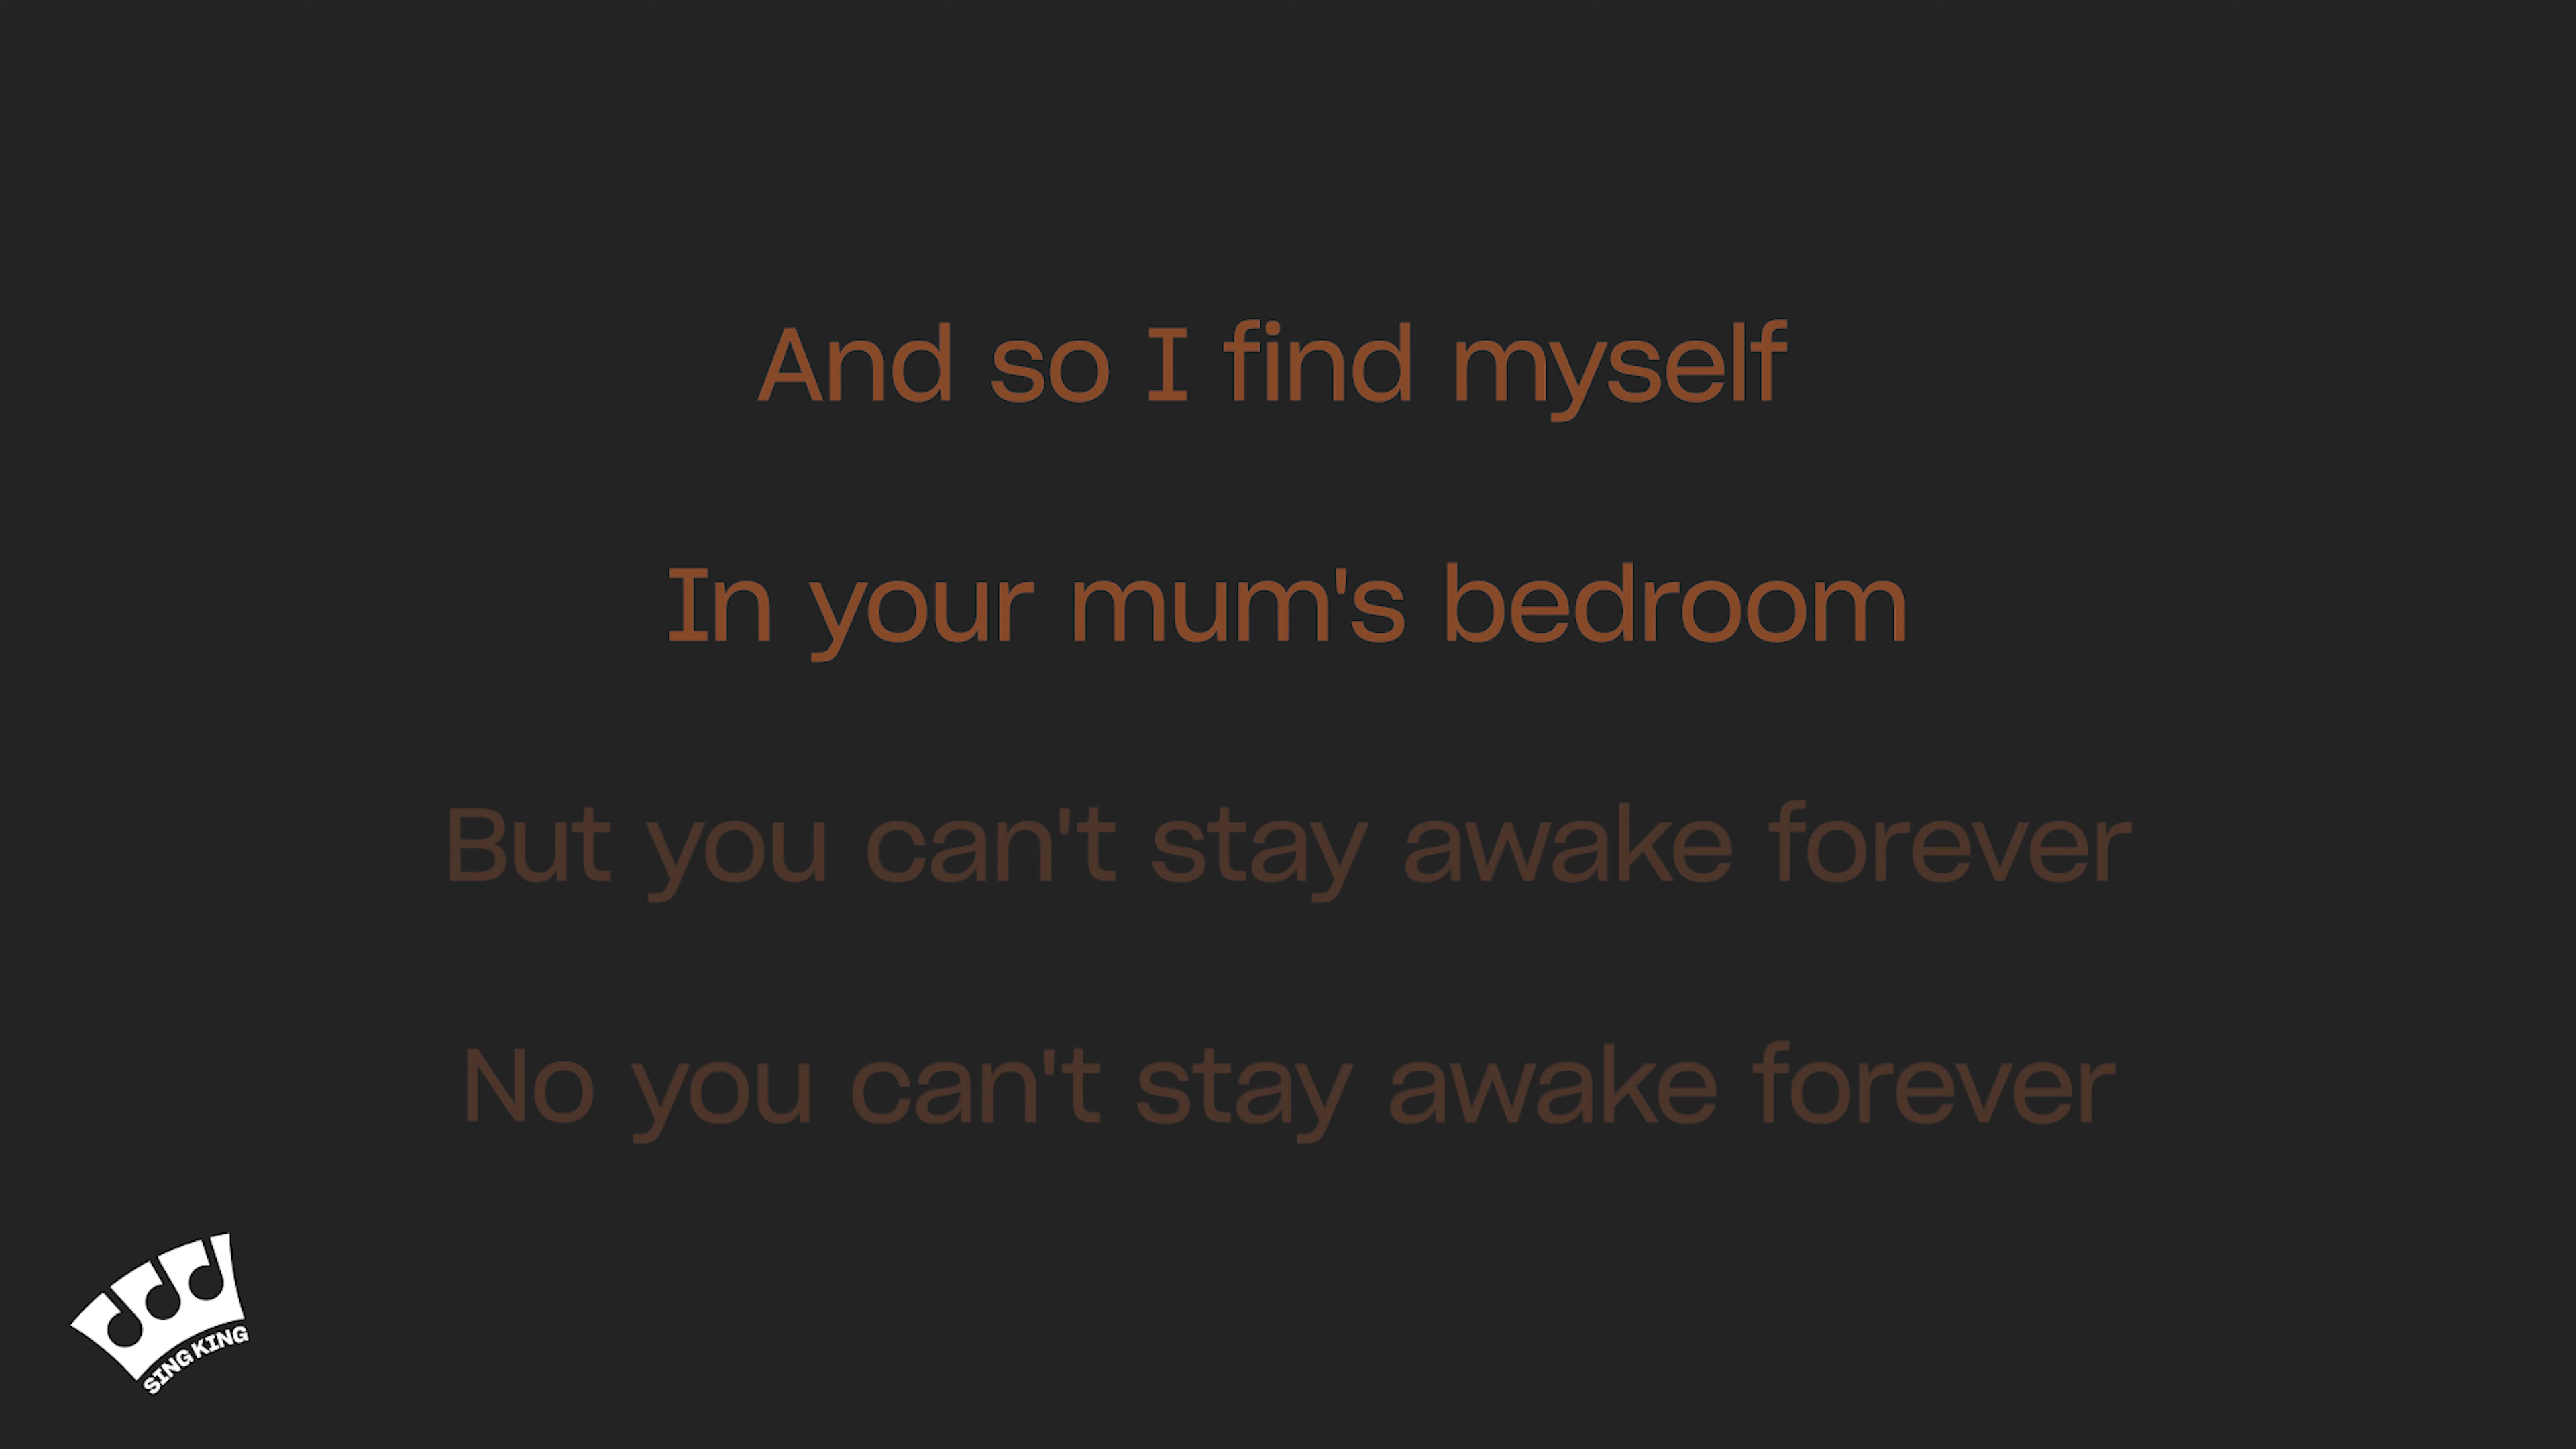 And so I find myself
In your mum's bedroom
But you can't stay awake forever
No you can't stay awake forever
SING KING